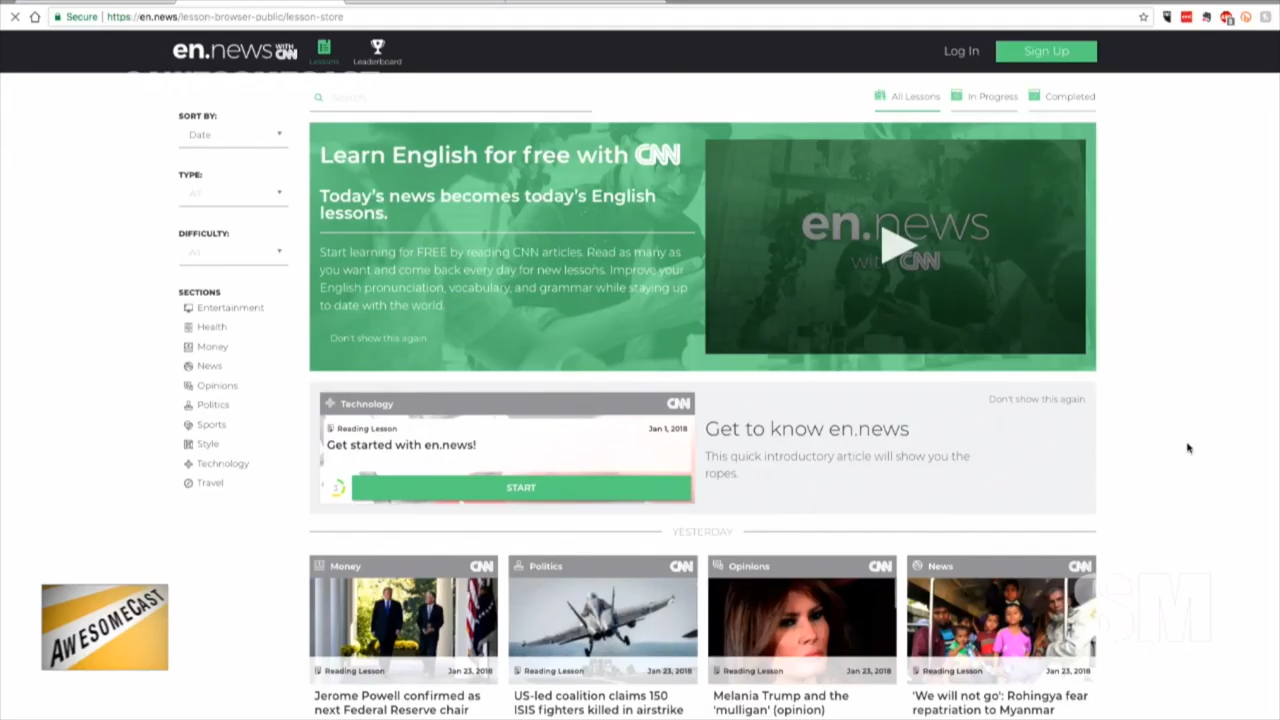 Secure | https://en.news/lesson-browser-public/lesson-store
en.news WITH CNN
Lessons
Leaderboard
Log In
Sign Up
Search
All Lessons
In Progress
Completed
SORT BY:
Date
TYPE:
All
DIFFICULTY:
All
SECTIONS
Entertainment
Health
Money
News
Opinions
Politics
Sports
Style
Technology
Travel
Learn English for free with CNN
Today's news becomes today's English
lessons.
Start learning for FREE by reading CNN articles. Read as many as
you want and come back every day for new lessons. Improve your
English pronunciation, vocabulary, and grammar while staying up
to date with the world.
Don't show this again
en.news
with CNN
Technology CNN
Reading Lesson Jan 1, 2018
Get started with en.news!
START
Don't show this again
Get to know en.news
This quick introductory article will show you the
ropes.
YESTERDAY
Money CNN
Reading Lesson Jan 23, 2018
Jerome Powell confirmed as
next Federal Reserve chair
Politics CNN
Reading Lesson Jan 23, 2018
US-led coalition claims 150
ISIS fighters killed in airstrike
Opinions CNN
Reading Lesson Jan 23, 2018
Melania Trump and the
'mulligan' (opinion)
News CNN
Reading Lesson Jan 23, 2018
'We will not go': Rohingya fear
repatriation to Myanmar
AWESOMECAST
SM